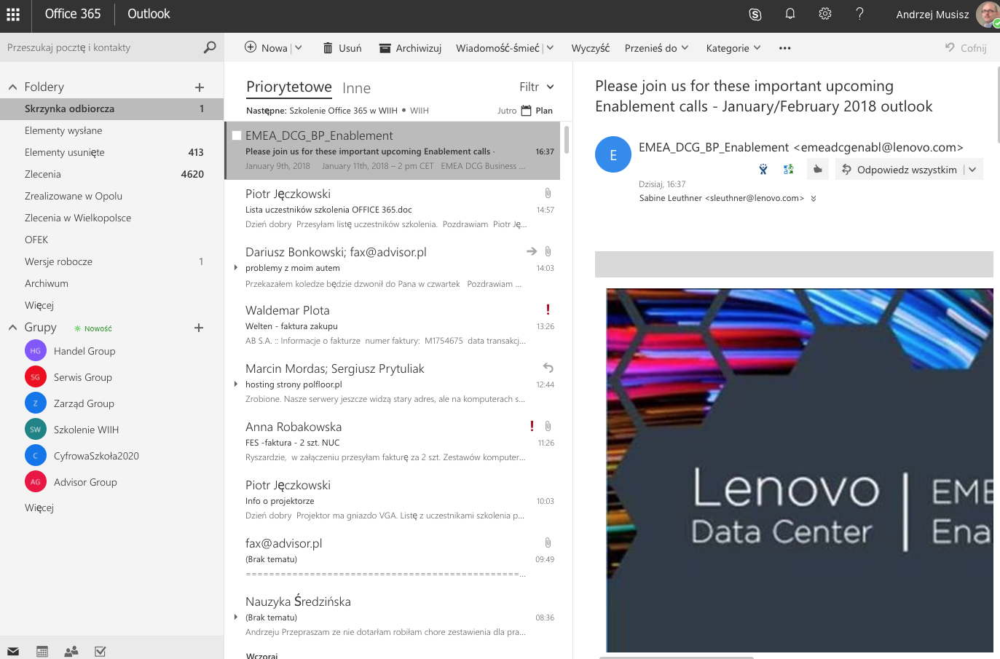 Office 365
Outlook
Andrzej Musisz
Przeszukaj pocztę i kontakty
Nowa
Usuń
Archiwizuj
Wiadomość-śmieć
Wyczyść
Przenieś do
Kategorie
Cofnij
Foldery
Skrzynka odbiorcza 1
Elementy wysłane
Elementy usunięte 413
Zlecenia 4620
Zrealizowane w Opolu
Zlecenia w Wielkopolsce
OFEK
Wersje robocze 1
Archiwum
Więcej
Grupy Nowość
HG Handel Group
SG Serwis Group
Z Zarząd Group
SW Szkolenie WIIH
C CyfrowaSzkoła2020
AG Advisor Group
Więcej
Priorytetowe Inne Filtr
Następne: Szkolenie Office 365 w WIIH • WIIH Jutro Plan
EMEA_DCG_BP_Enablement
Please join us for these important upcoming Enablement calls · 16:37
January 9th, 2018 January 11th, 2018 – 2 pm CET EMEA DCG Business ...
Piotr Jęczkowski
Lista uczestników szkolenia OFFICE 365.doc 14:57
Dzień dobry Przesyłam listę uczestników szkolenia. Pozdrawiam Piotr Ję...
Dariusz Bonkowski; fax@advisor.pl
problemy z moim autem 14:03
Przekazałem koledze będzie dzwonił do Pana w czwartek Pozdrawiam ...
Waldemar Plota
Welten - faktura zakupu 13:26
AB S.A. :: Informacje o fakturze numer faktury: M1754675 data transakcj...
Marcin Mordas; Sergiusz Prytuliak
hosting strony polfloor.pl 12:44
Zrobione. Nasze serwery jeszcze widzą stary adres, ale na komputerach s...
Anna Robakowska
FES -faktura - 2 szt. NUC 11:26
Ryszardzie, w załączeniu przesyłam fakturę za 2 szt. Zestawów komputer...
Piotr Jęczkowski
Info o projektorze 10:03
Dzień dobry Projektor ma gniazdo VGA. Listę z uczestnikami szkolenia p...
fax@advisor.pl
(Brak tematu) 09:49
===============================================...
Nauzyka Średzińska
(Brak tematu) 08:36
Andrzeju Przepraszam ze nie dotarłam robiłam chore zestawienia dla pra...
Wczoraj
Please join us for these important upcoming
Enablement calls - January/February 2018 outlook
E
EMEA_DCG_BP_Enablement <emeadcgenabl@lenovo.com>
Odpowiedz wszystkim
Dzisiaj, 16:37
Sabine Leuthner <sleuthner@lenovo.com>
Lenovo
Data Center
EME
Ena